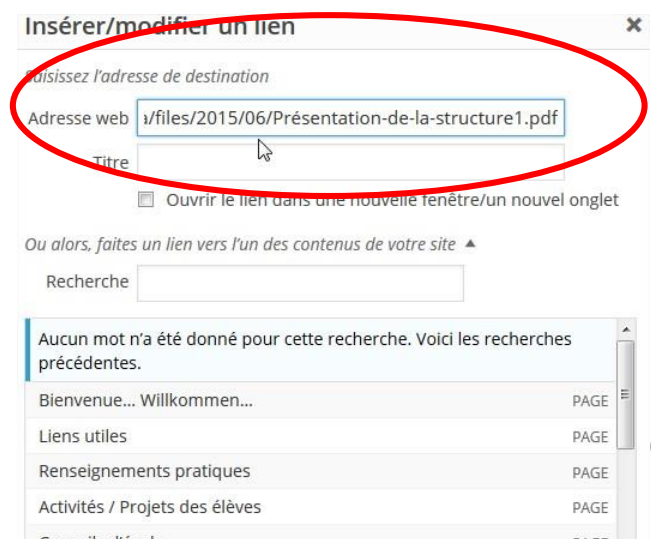 Insérer/modifier un lien
Saisissez l’adresse de destination
Adresse web /files/2015/06/Présentation-de-la-structure1.pdf
Titre
Ouvrir le lien dans une nouvelle fenêtre/un nouvel onglet
Ou alors, faites un lien vers l’un des contenus de votre site ▲
Recherche
Aucun mot n’a été donné pour cette recherche. Voici les recherches
précédentes.
Bienvenue... Willkommen... PAGE
Liens utiles PAGE
Renseignements pratiques PAGE
Activités / Projets des élèves PAGE